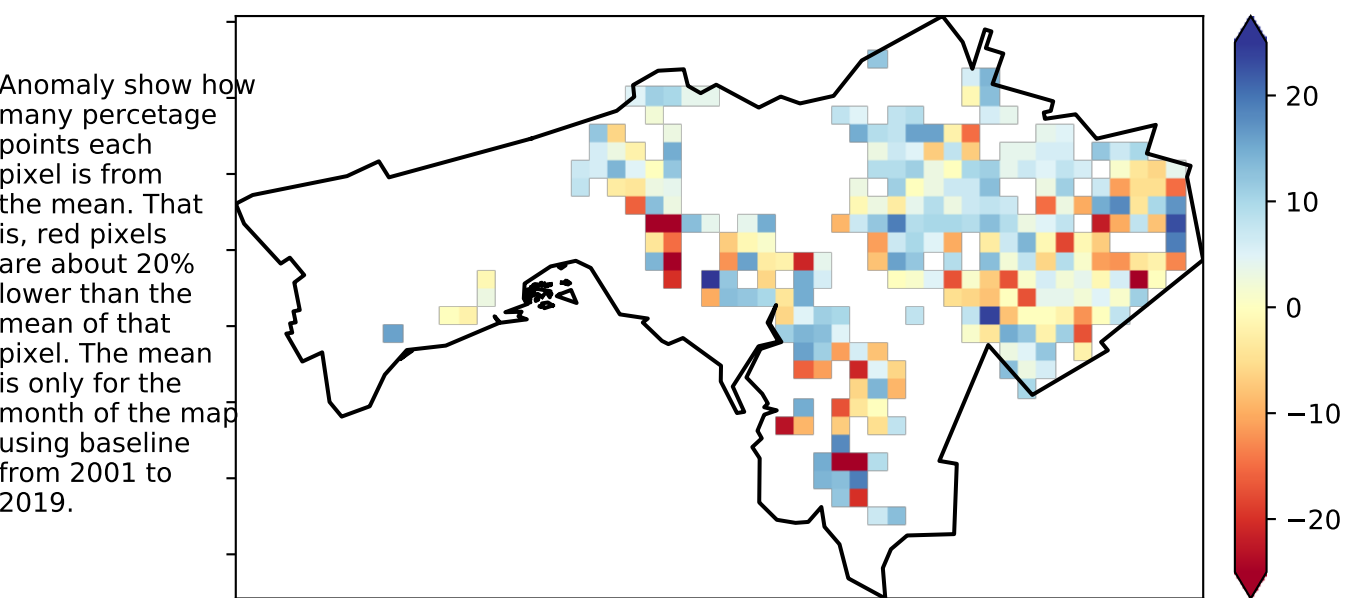 Anomaly show how
many percetage
points each
pixel is from
the mean. That
is, red pixels
are about 20%
lower than the
mean of that
pixel. The mean
is only for the
month of the map
using baseline
from 2001 to
2019.
20
10
0
−10
−20